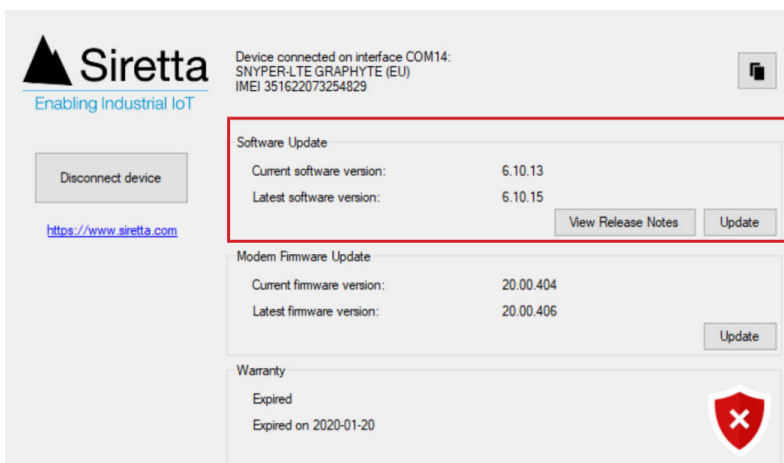 Siretta
Enabling Industrial IoT
Device connected on interface COM14:
SNYPER-LTE GRAPHYTE (EU)
IMEI 351622073254829
Disconnect device
https://www.siretta.com
Software Update
Current software version: 6.10.13
Latest software version: 6.10.15
View Release Notes Update
Modem Firmware Update
Current firmware version: 20.00.404
Latest firmware version: 20.00.406
Update
Warranty
Expired
Expired on 2020-01-20